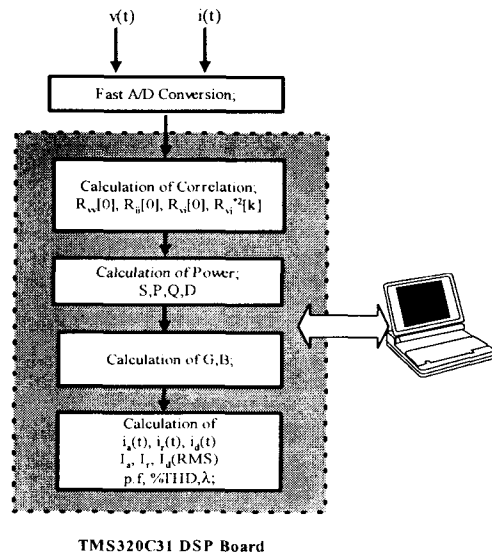 v(t) i(t)
Fast A/D Conversion;
Calculation of Correlation;
R_vv[0], R_ii[0], R_vi[0], R_vi^*2[k]
Calculation of Power;
S,P,Q,D
Calculation of G,B;
Calculation of
i_a(t), i_r(t), i_d(t)
I_a, I_r, I_d(RMS)
p.f, %THD,λ;
TMS320C31 DSP Board